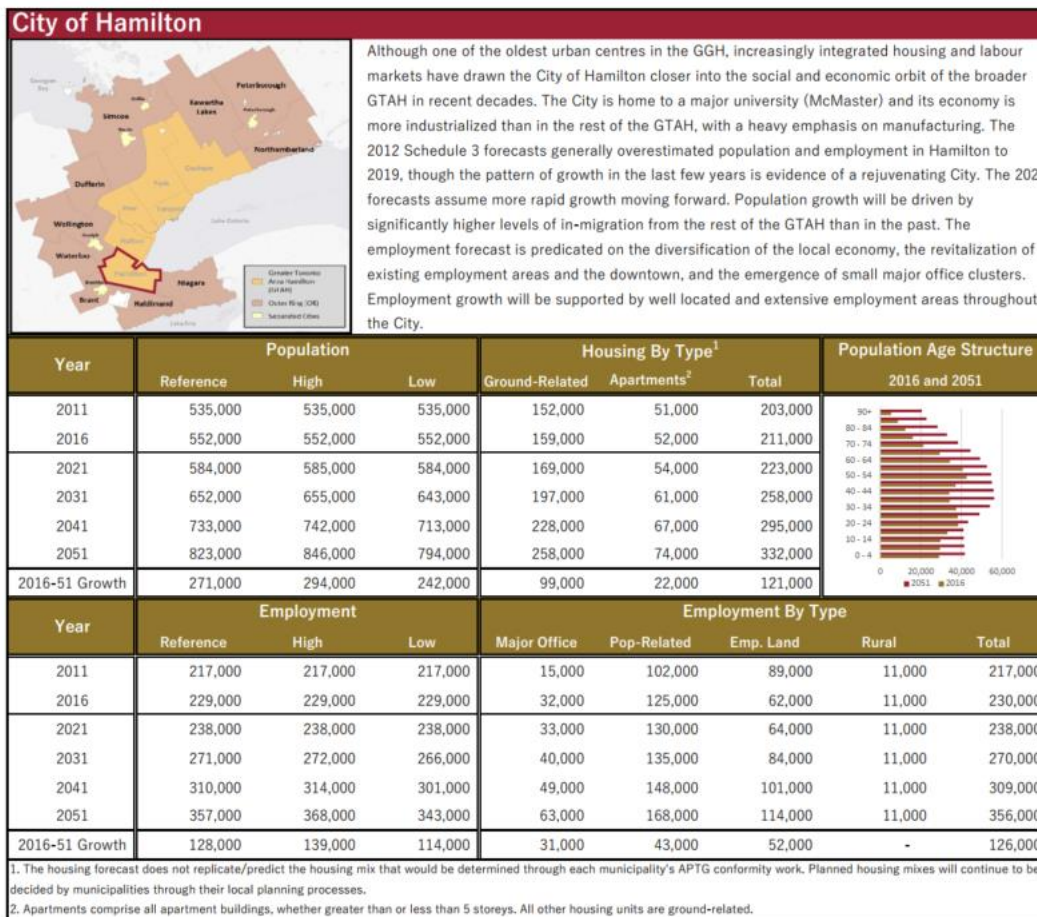 City of Hamilton
Although one of the oldest urban centres in the GGH, increasingly integrated housing and labour
markets have drawn the City of Hamilton closer into the social and economic orbit of the broader
GTAH in recent decades. The City is home to a major university (McMaster) and its economy is
more industrialized than in the rest of the GTAH, with a heavy emphasis on manufacturing. The
2012 Schedule 3 forecasts generally overestimated population and employment in Hamilton to
2019, though the pattern of growth in the last few years is evidence of a rejuvenating City. The 202
forecasts assume more rapid growth moving forward. Population growth will be driven by
significantly higher levels of in-migration from the rest of the GTAH than in the past. The
employment forecast is predicated on the diversification of the local economy, the revitalization of
existing employment areas and the downtown, and the emergence of small major office clusters.
Employment growth will be supported by well located and extensive employment areas throughout
the City.
Peterborough
Kawartha
Lakes
Simcoe
Northumberland
Dufferin
Wellington
Waterloo
Brant
Haldimand
Niagara
Greater Toronto
Area Hamilton
(GTAH)
Outer Ring (OR)
Separated Cities
Year Population Housing By Type1 Population Age Structure
Reference High Low Ground-Related Apartments2 Total 2016 and 2051
2011 535,000 535,000 535,000 152,000 51,000 203,000
2016 552,000 552,000 552,000 159,000 52,000 211,000
2021 584,000 585,000 584,000 169,000 54,000 223,000
2031 652,000 655,000 643,000 197,000 61,000 258,000
2041 733,000 742,000 713,000 228,000 67,000 295,000
2051 823,000 846,000 794,000 258,000 74,000 332,000
2016-51 Growth 271,000 294,000 242,000 99,000 22,000 121,000
90+
80 - 84
70 - 74
60 - 64
50 - 54
40 - 44
30 - 34
20 - 24
10 - 14
0 - 4
0 20,000 40,000 60,000
2051 2016
Year Employment Employment By Type
Reference High Low Major Office Pop-Related Emp. Land Rural Total
2011 217,000 217,000 217,000 15,000 102,000 89,000 11,000 217,000
2016 229,000 229,000 229,000 32,000 125,000 62,000 11,000 230,000
2021 238,000 238,000 238,000 33,000 130,000 64,000 11,000 238,000
2031 271,000 272,000 266,000 40,000 135,000 84,000 11,000 270,000
2041 310,000 314,000 301,000 49,000 148,000 101,000 11,000 309,000
2051 357,000 368,000 343,000 63,000 168,000 114,000 11,000 356,000
2016-51 Growth 128,000 139,000 114,000 31,000 43,000 52,000 - 126,000
1. The housing forecast does not replicate/predict the housing mix that would be determined through each municipality's APTG conformity work. Planned housing mixes will continue to be
decided by municipalities through their local planning processes.
2. Apartments comprise all apartment buildings, whether greater than or less than 5 storeys. All other housing units are ground-related.